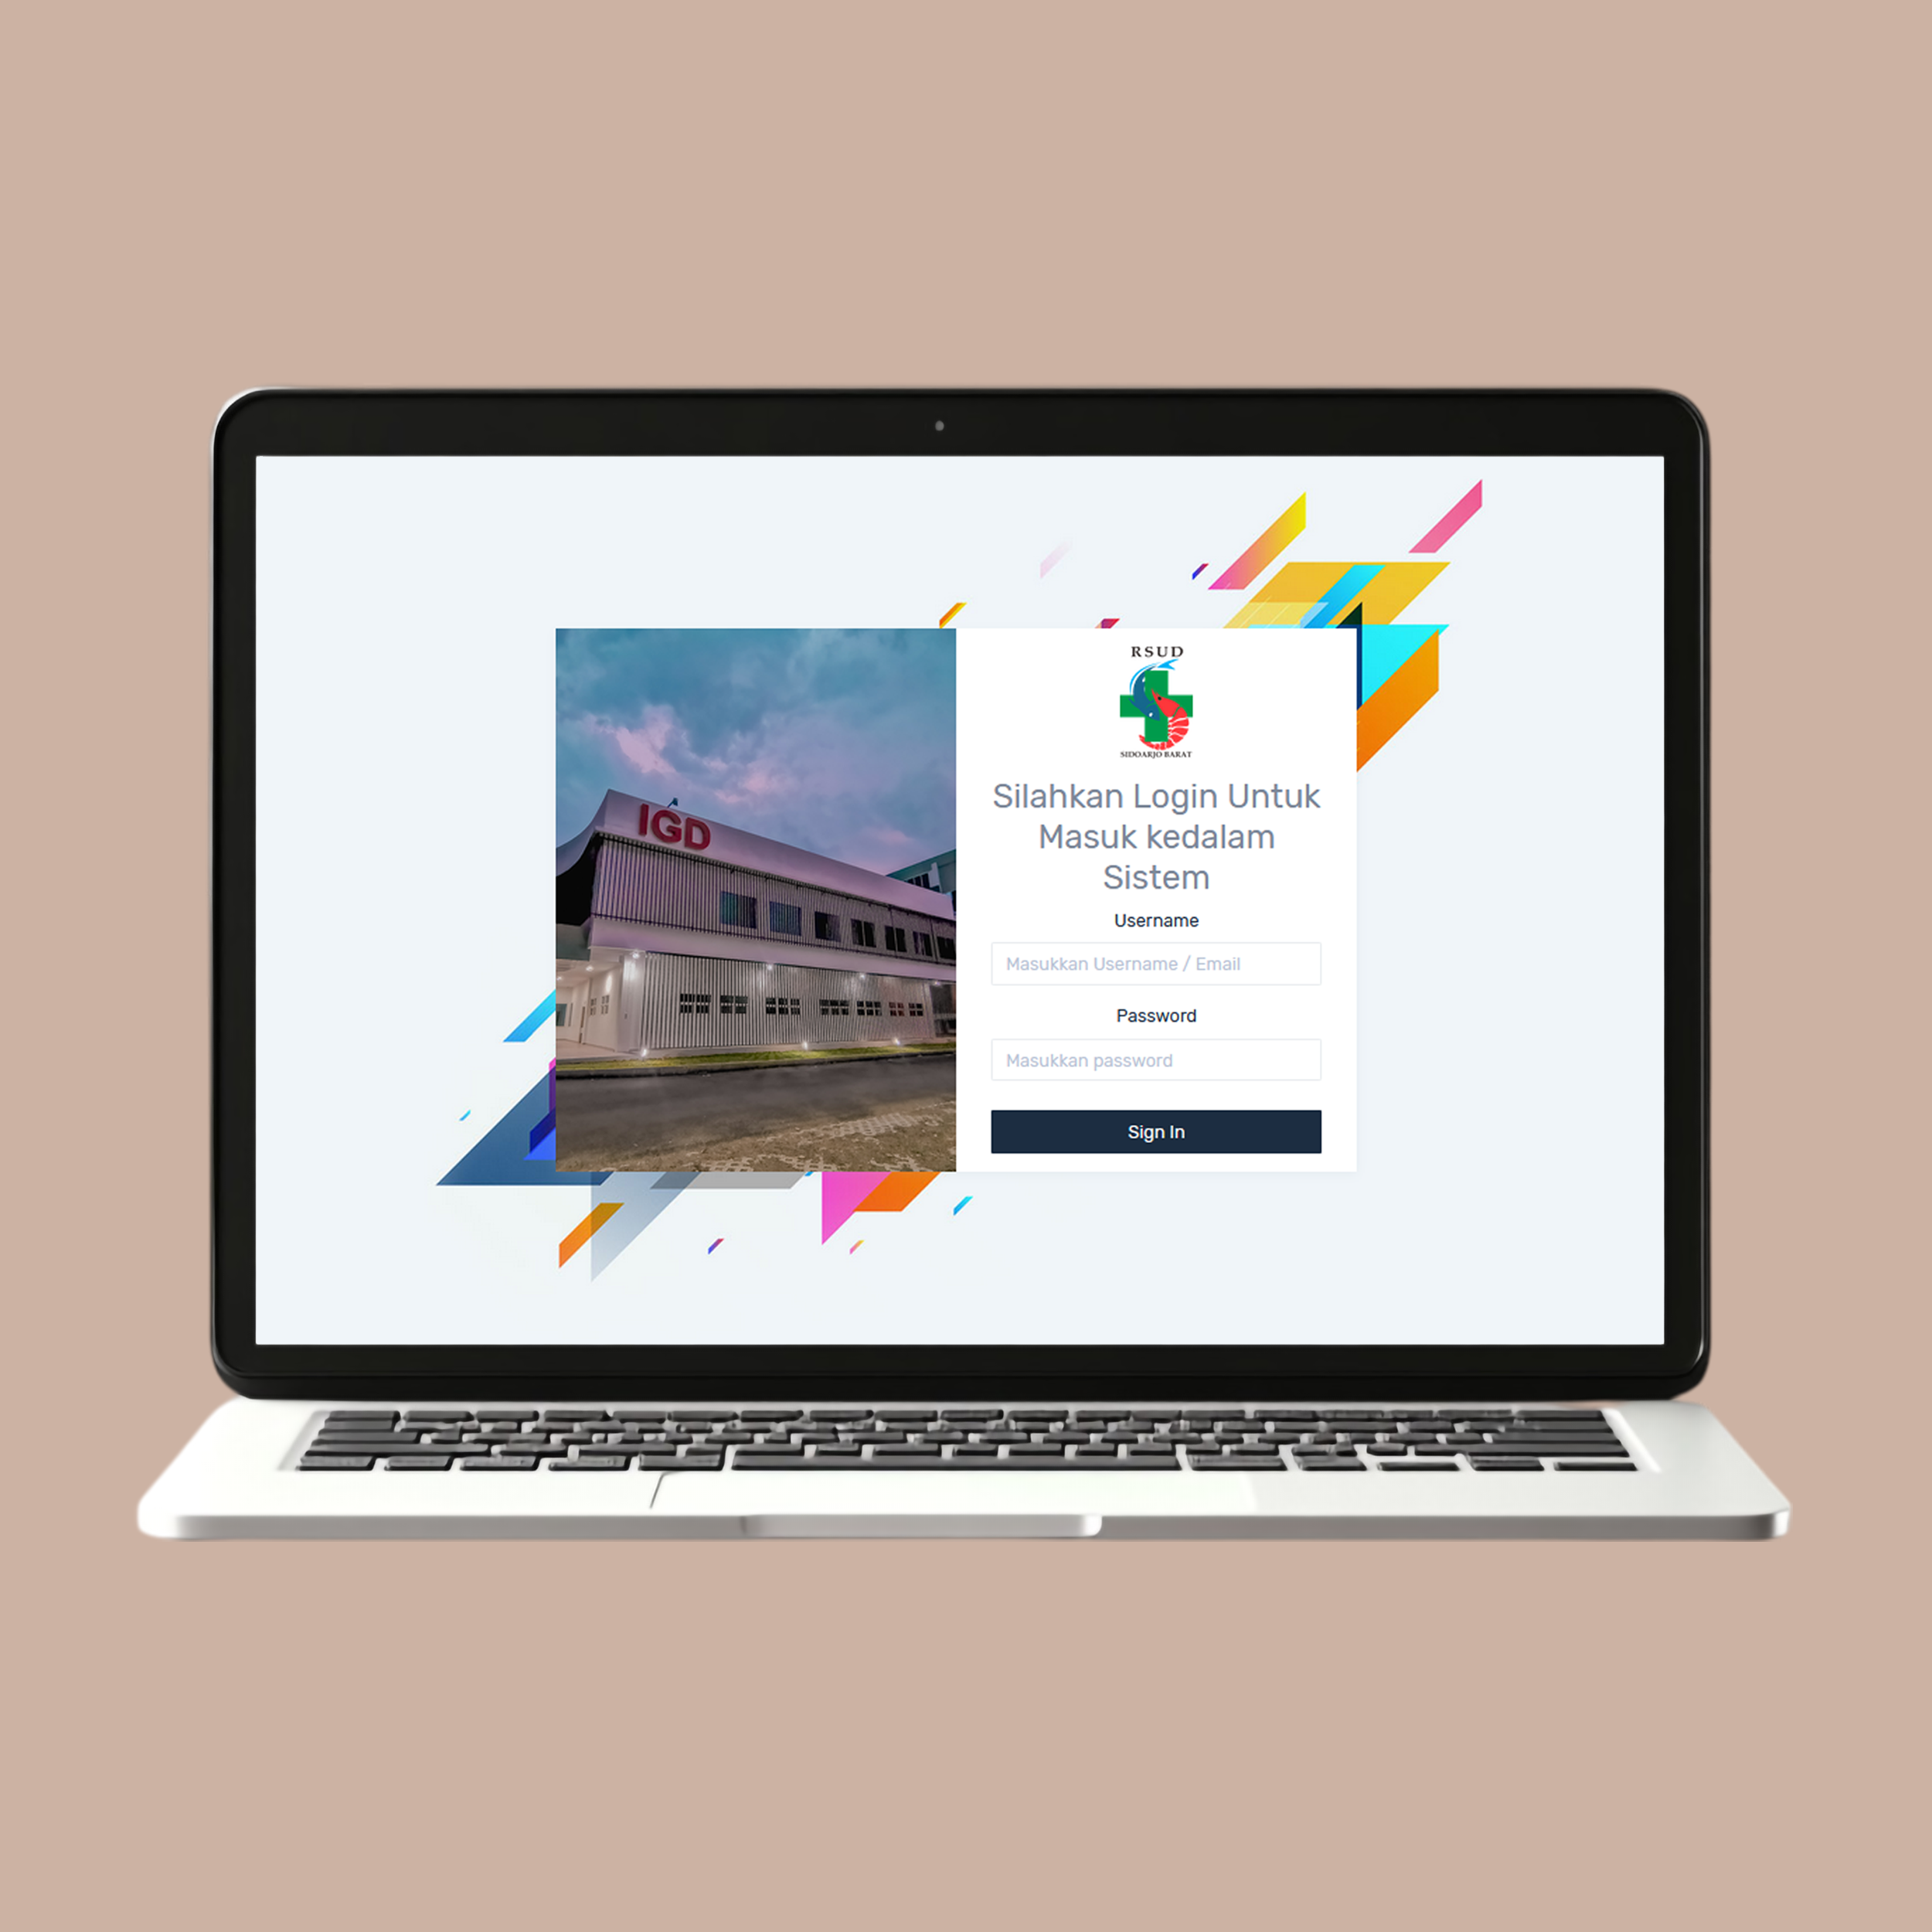 IGD
RSUD
SIDOARJO BARAT
Silahkan Login Untuk
Masuk kedalam
Sistem
Username
Masukkan Username / Email
Password
Masukkan password
Sign In